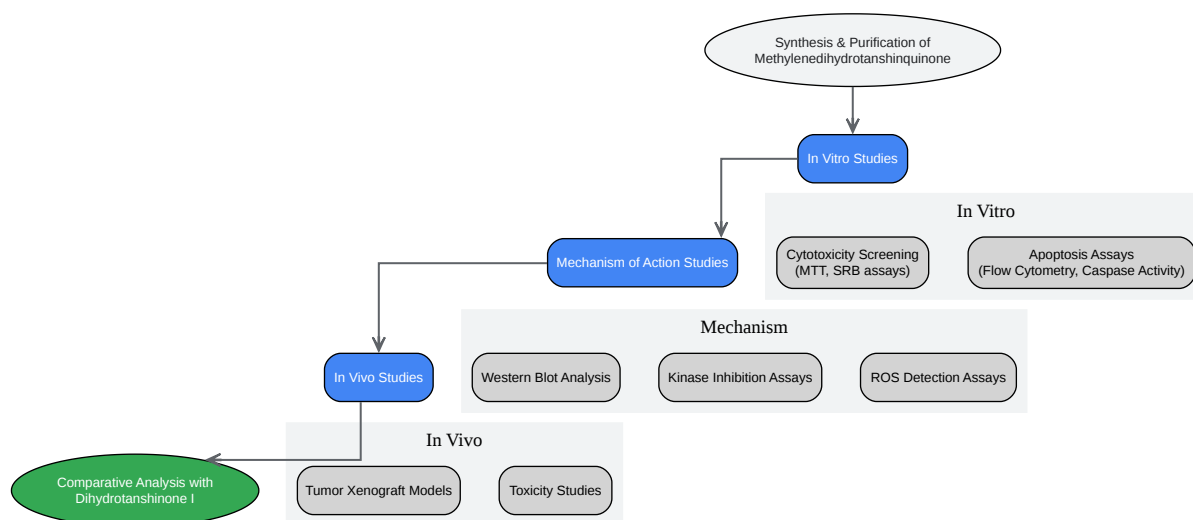 Synthesis & Purification of
Methylenedihydrotanshinquinone
In Vitro Studies
In Vitro
Cytotoxicity Screening
(MTT, SRB assays)
Apoptosis Assays
(Flow Cytometry, Caspase Activity)
Mechanism of Action Studies
Mechanism
Western Blot Analysis
Kinase Inhibition Assays
ROS Detection Assays
In Vivo Studies
In Vivo
Tumor Xenograft Models
Toxicity Studies
Comparative Analysis with
Dihydrotanshinone I